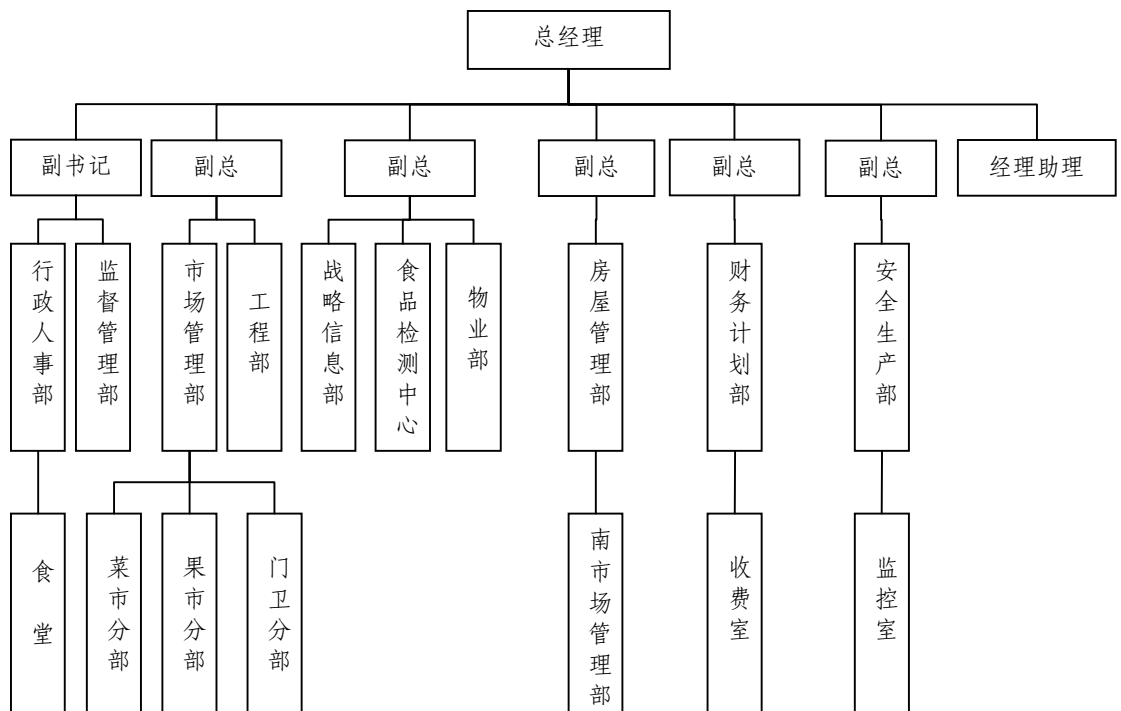 总经理
副书记
副总
副总
副总
副总
副总
经理助理
行政人事部
监督管理部
市场管理部
工程部
战略信息部
食品检测中心
物业部
房屋管理部
财务计划部
安全生产部
食堂
菜市分部
果市分部
门卫分部
南市场管理部
收费室
监控室